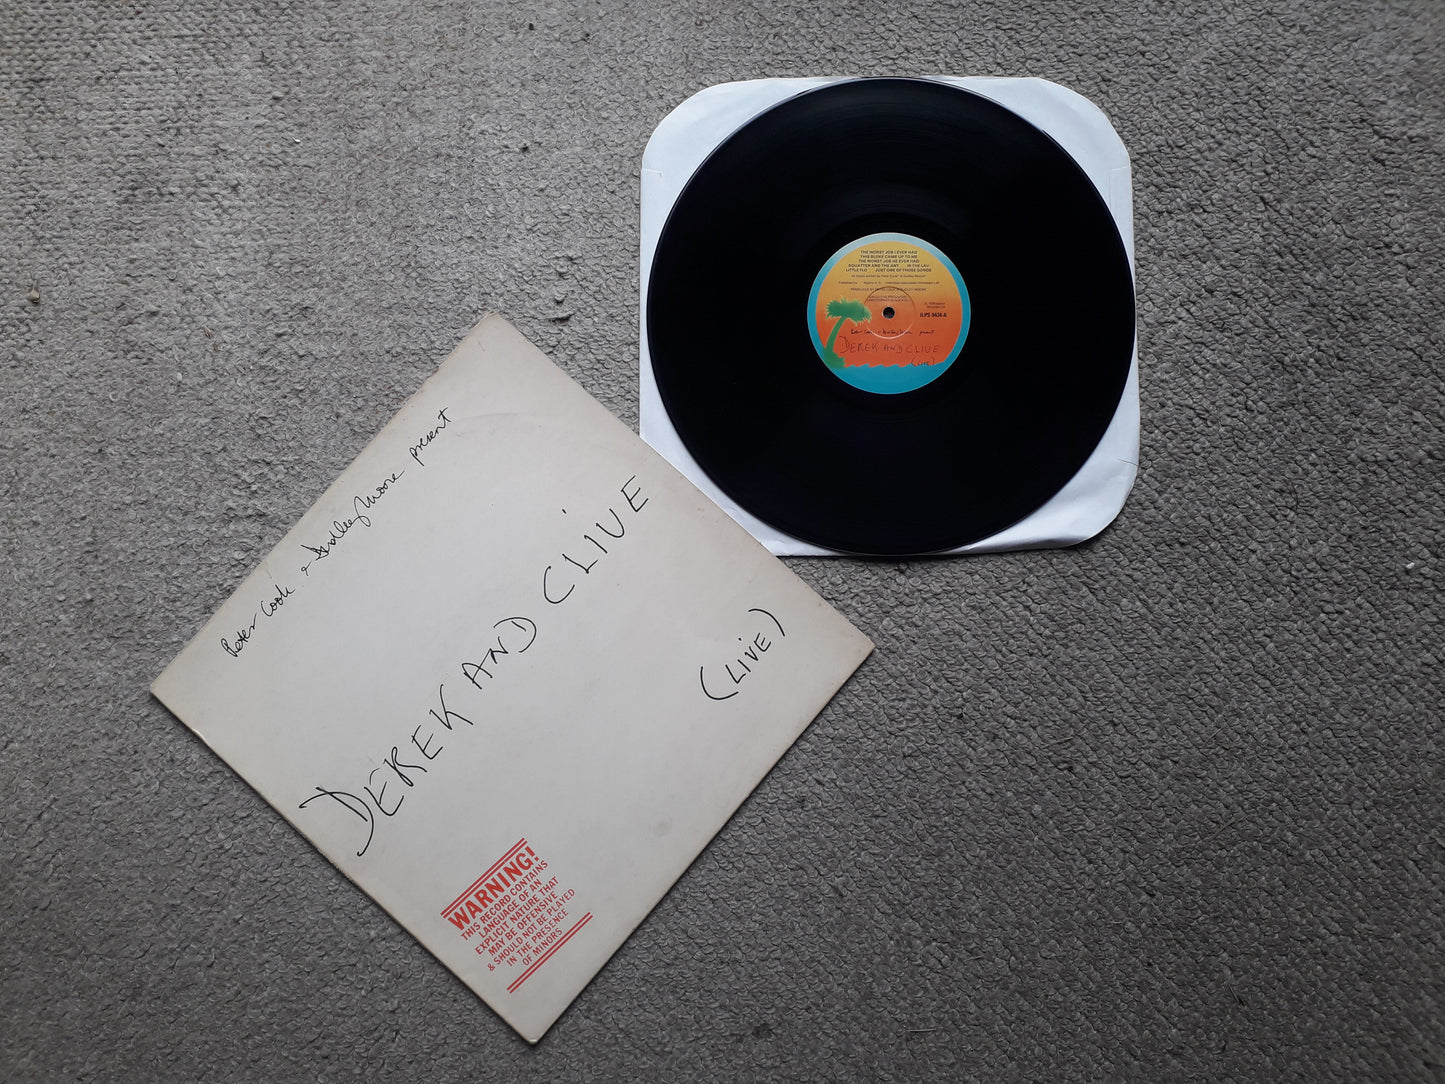 Peter Cook & Dudley Moore present
DEREK AND CLIVE
(LIVE)
WARNING!
THIS RECORD CONTAINS
LANGUAGE OF AN
EXPLICIT NATURE THAT
MAY BE OFFENSIVE
& SHOULD NOT BE PLAYED
IN THE PRESENCE
OF MINORS
THE WORST JOB I EVER HAD
THIS BLOKE CAME UP TO ME
THE WORST JOB HE EVER HAD
SQUATTER AND THE ANT IN THE LAV
LITTLE FLO JUST ONE OF THOSE SONGS
ILPS 9434 A
present
DEREK AND CLIVE
(LIVE)